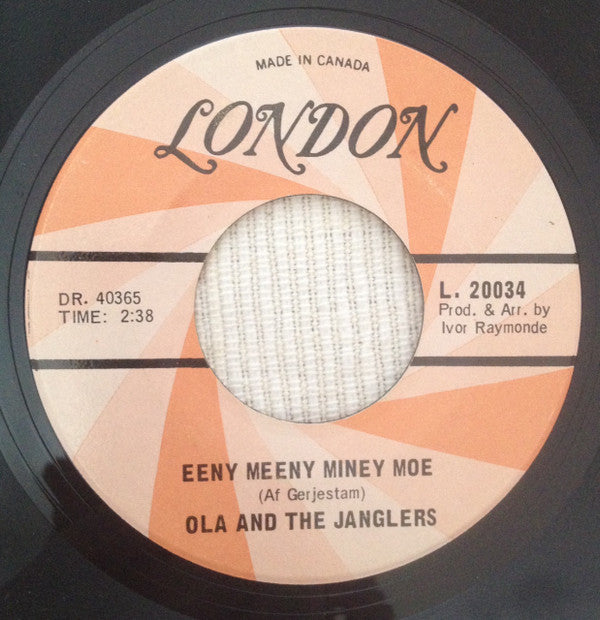 MADE IN CANADA
LONDON
DR. 40365
TIME: 2:38
L. 20034
Prod. & Arr. by
Ivor Raymonde
EENY MEENY MINEY MOE
(Af Gerjestam)
OLA AND THE JANGLERS